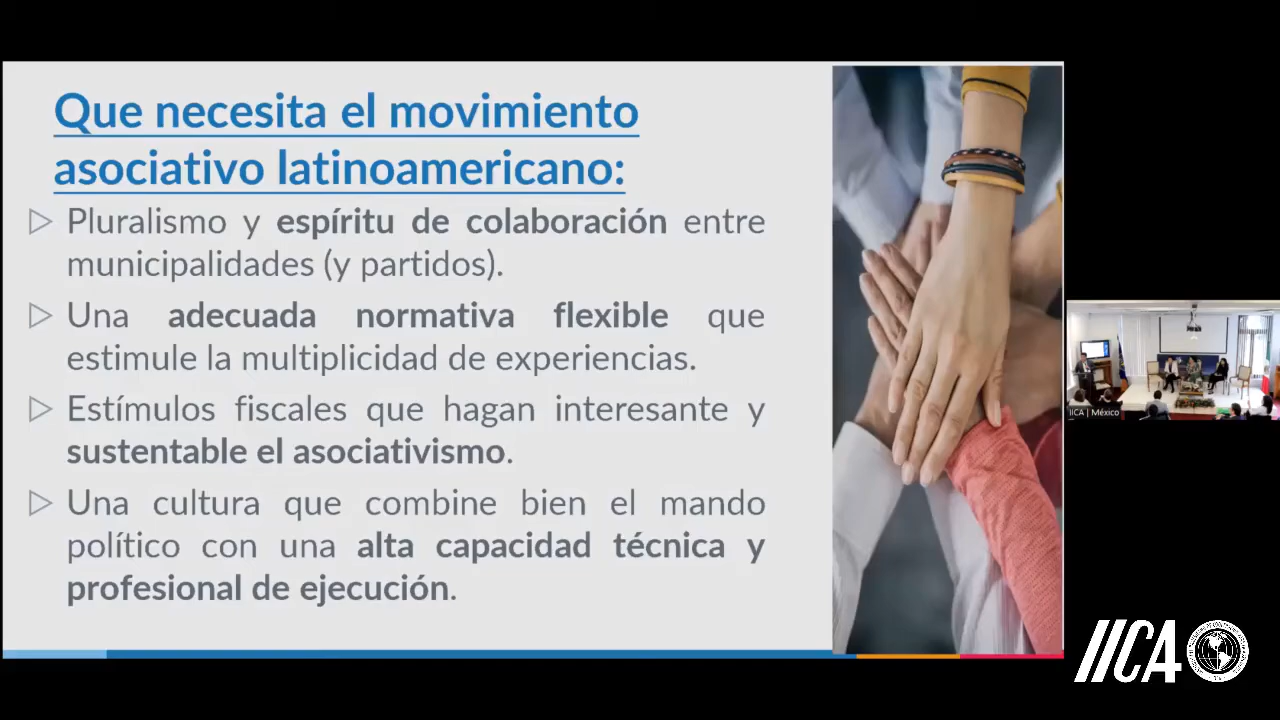 Que necesita el movimiento
asociativo latinoamericano:
▷ Pluralismo y espíritu de colaboración entre
municipalidades (y partidos).
▷ Una adecuada normativa flexible que
estimule la multiplicidad de experiencias.
▷ Estímulos fiscales que hagan interesante y
sustentable el asociativismo.
▷ Una cultura que combine bien el mando
político con una alta capacidad técnica y
profesional de ejecución.
IICA | México
IICA